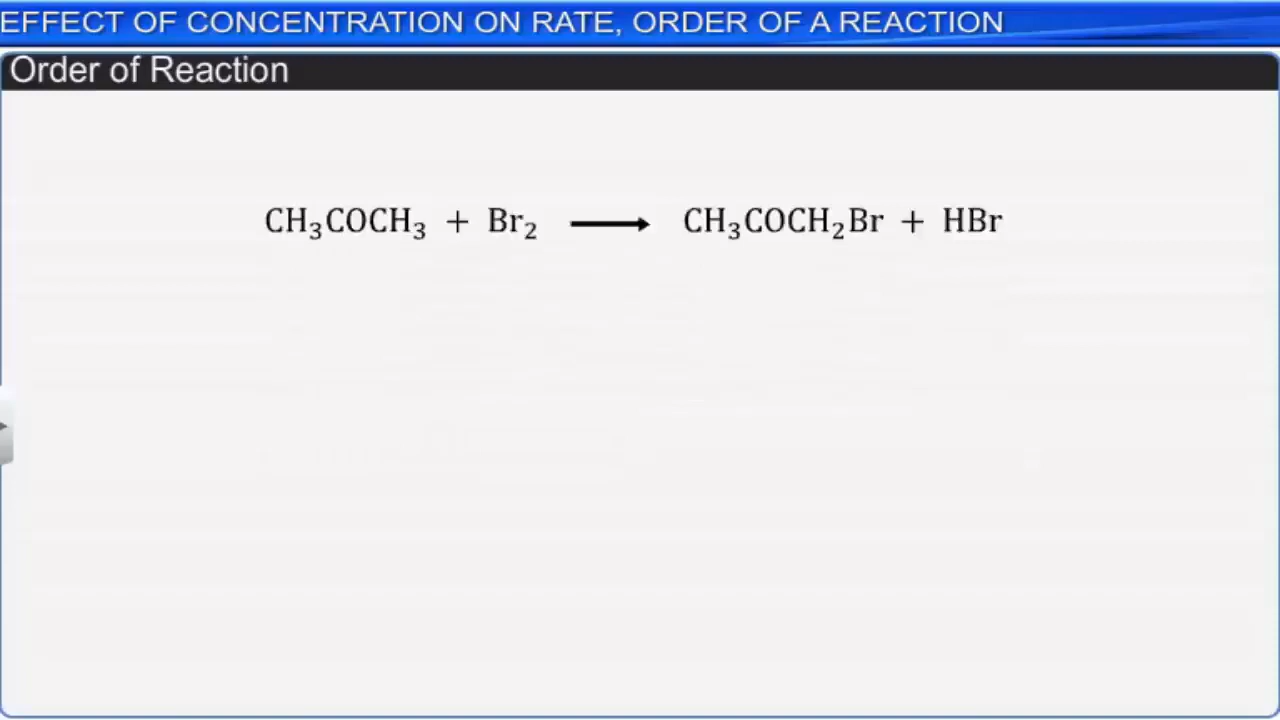 EFFECT OF CONCENTRATION ON RATE, ORDER OF A REACTION
Order of Reaction
CH₃COCH₃ + Br₂ ⟶ CH₃COCH₂Br + HBr